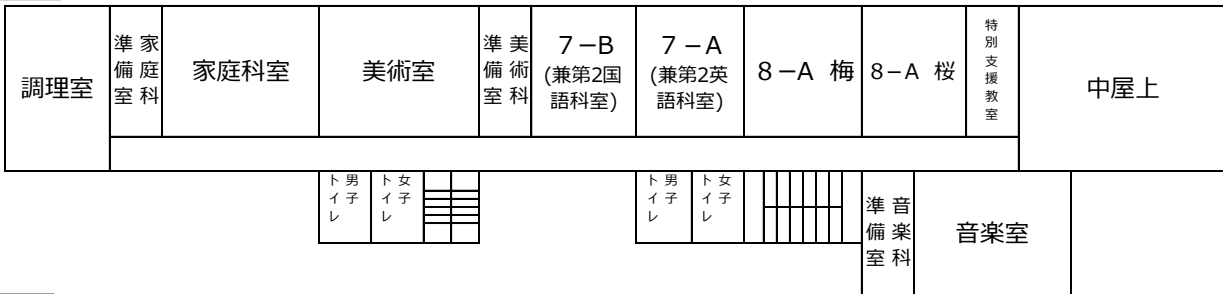 調理室
家庭科
準備室
家庭科室
美術室
美術科
準備室
7－B
(兼第2国
語科室)
7－A
(兼第2英
語科室)
8－A 梅
8－A 桜
特別支援教室
中屋上
男子
トイレ
女子
トイレ
男子
トイレ
女子
トイレ
音楽科
準備室
音楽室